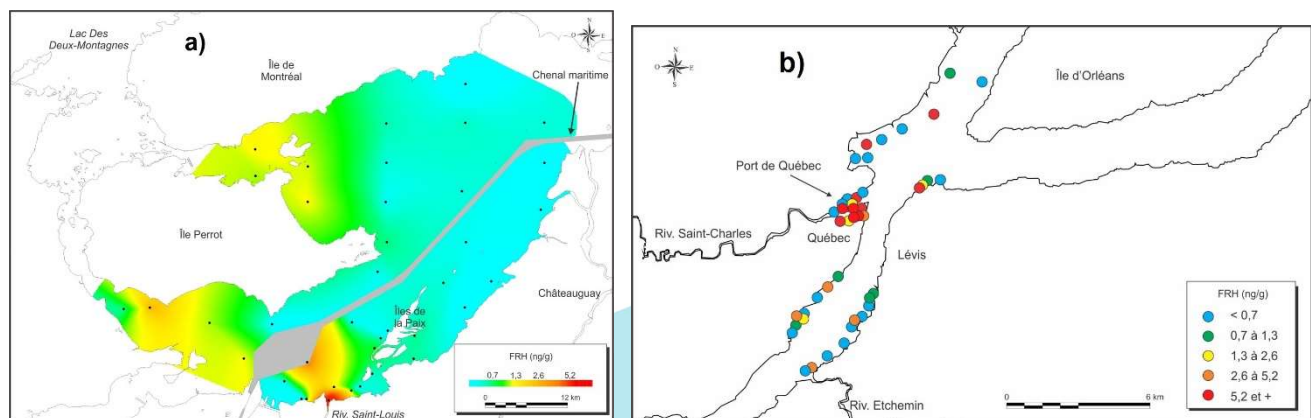 a)
Lac Des
Deux-Montagnes
Île de
Montréal
N
O
E
S
Chenal maritime
Île Perrot
Îles de
la Paix
Châteauguay
Riv. Saint-Louis
FRH (ng/g)
0,7 1,3 2,6 5,2
0 12 km
b)
N
O
E
S
Île d'Orléans
Port de Québec
Riv. Saint-Charles
Québec
Lévis
Riv. Etchemin
FRH (ng/g)
< 0,7
0,7 à 1,3
1,3 à 2,6
2,6 à 5,2
5,2 et +
0 6 km